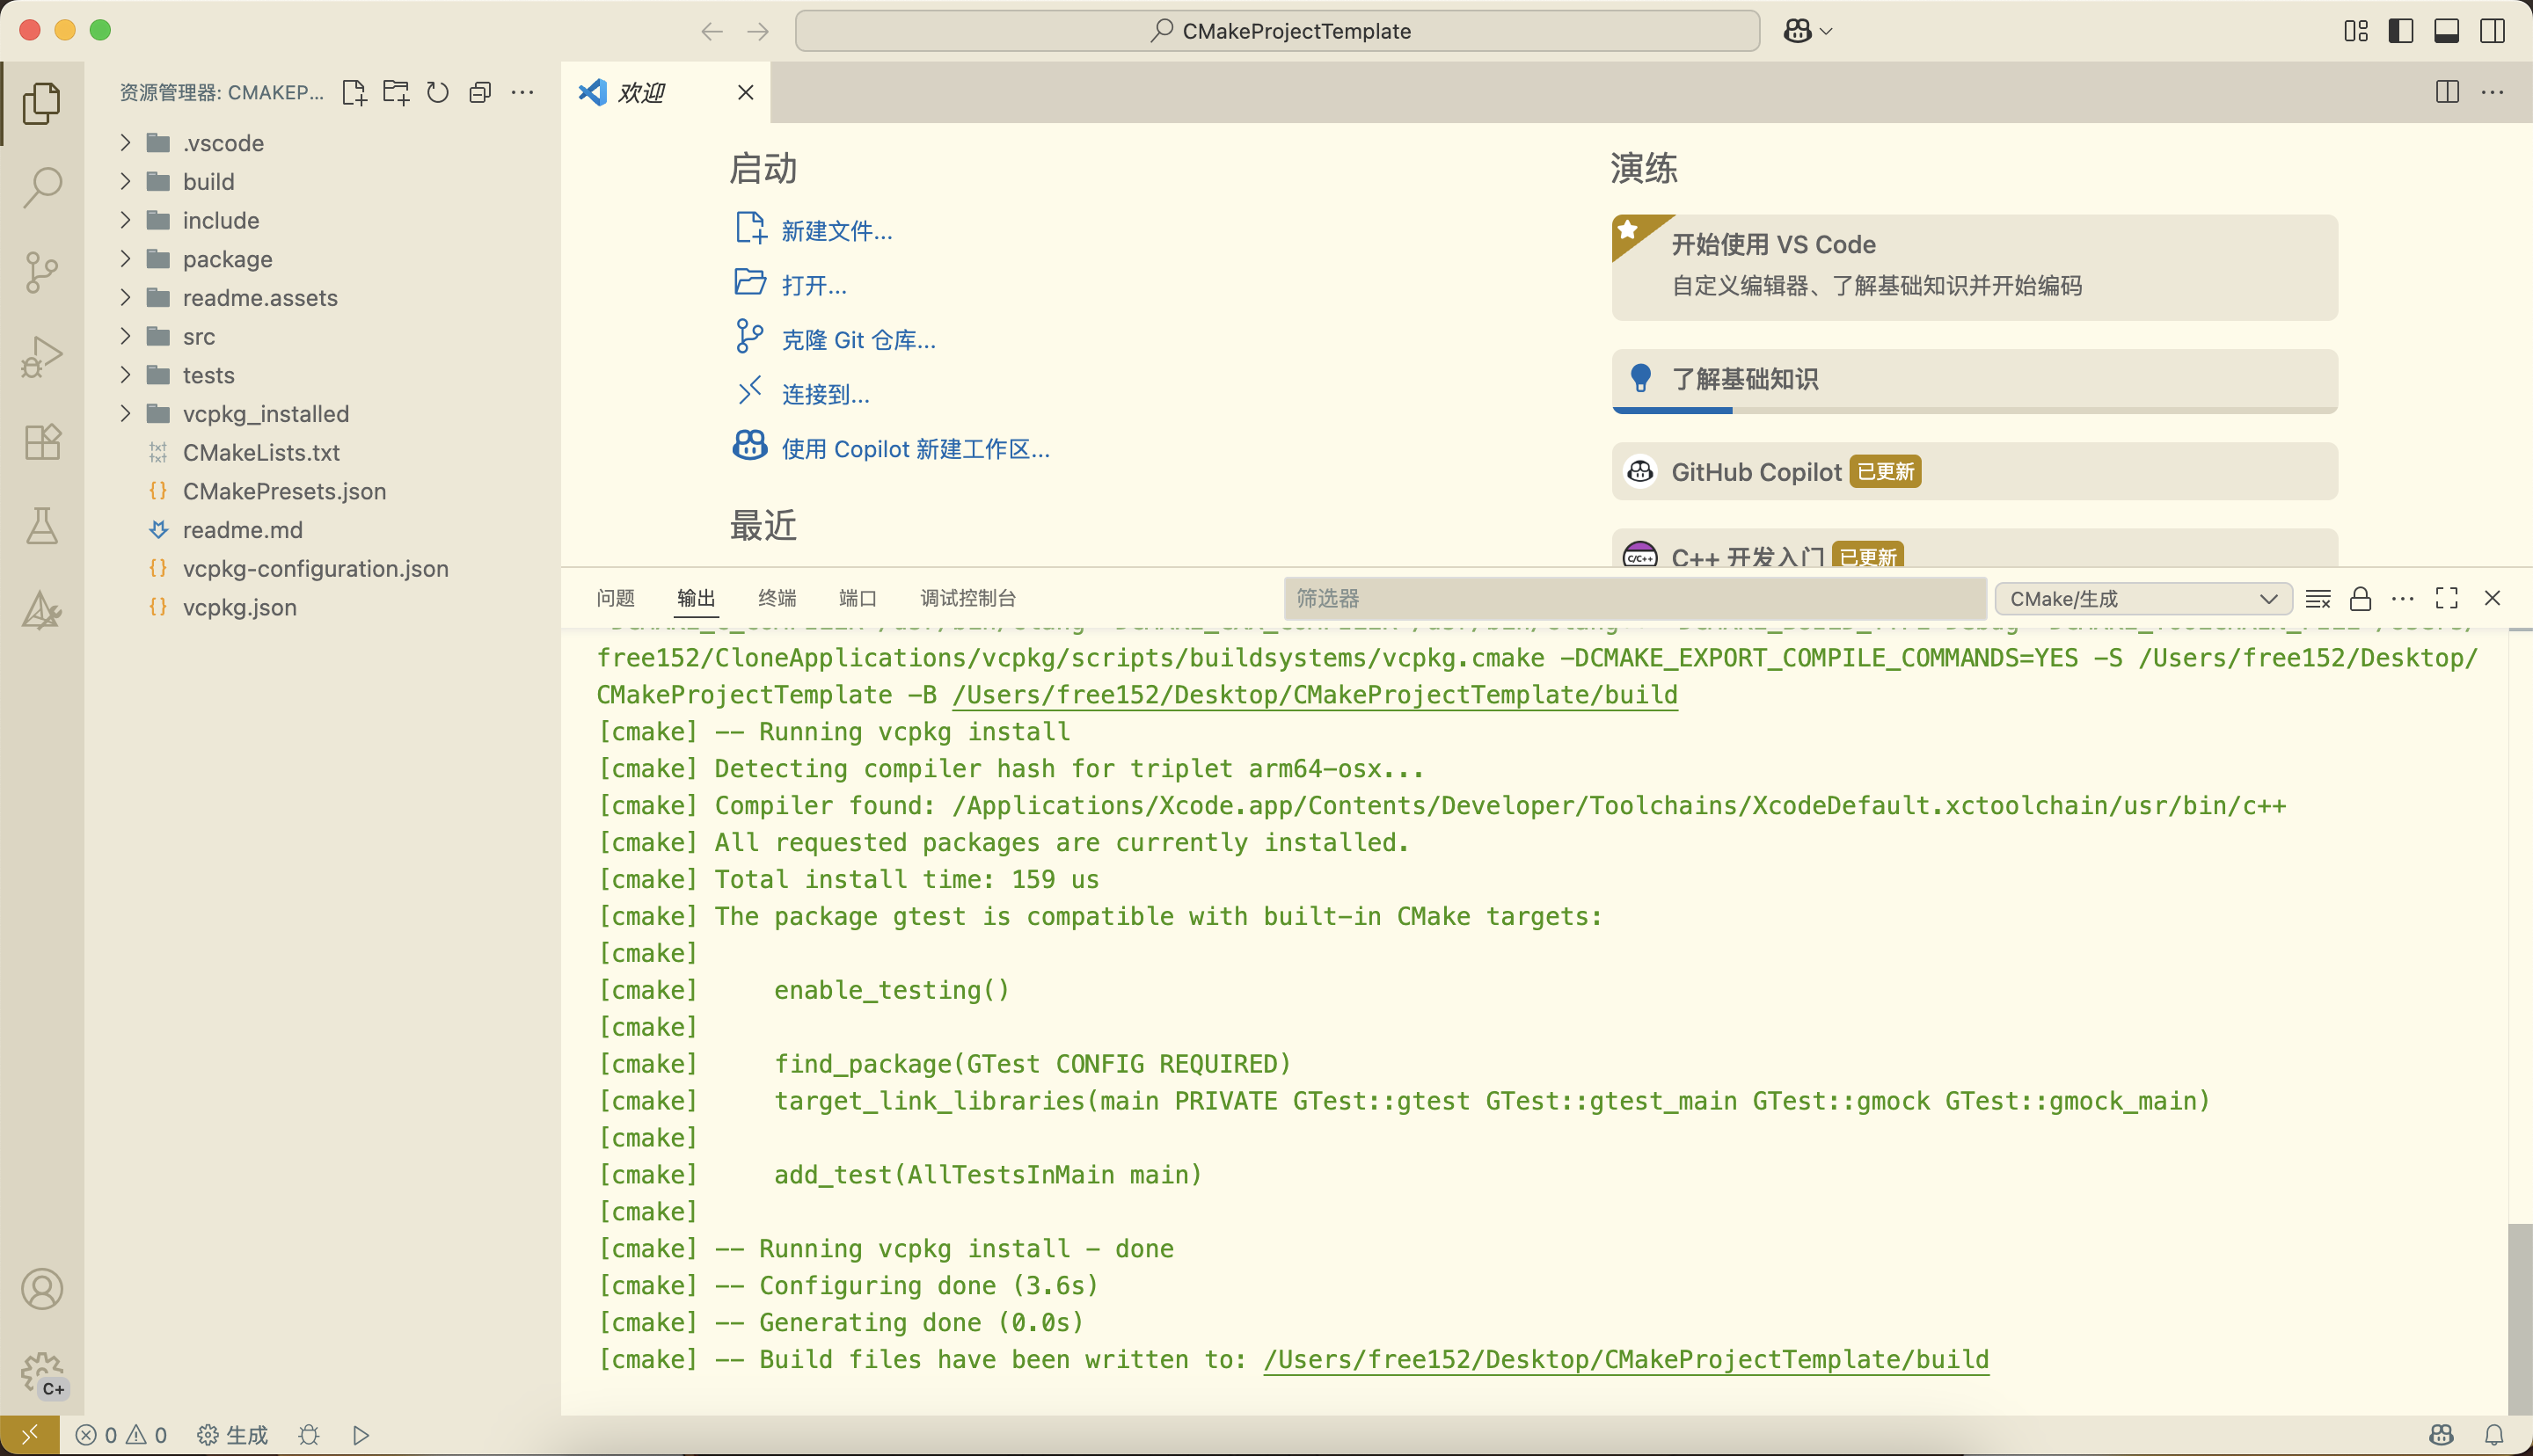 CMakeProjectTemplate
资源管理器: CMAKEP...
.vscode
build
include
package
readme.assets
src
tests
vcpkg_installed
CMakeLists.txt
CMakePresets.json
readme.md
vcpkg-configuration.json
vcpkg.json
C+
欢迎
启动
新建文件...
打开...
克隆 Git 仓库...
连接到...
使用 Copilot 新建工作区...
最近
演练
开始使用 VS Code
自定义编辑器、了解基础知识并开始编码
了解基础知识
GitHub Copilot 已更新
C/C++ C++ 开发入门 已更新
问题 输出 终端 端口 调试控制台 筛选器 CMake/生成
free152/CloneApplications/vcpkg/scripts/buildsystems/vcpkg.cmake -DCMAKE_EXPORT_COMPILE_COMMANDS=YES -S /Users/free152/Desktop/
CMakeProjectTemplate -B /Users/free152/Desktop/CMakeProjectTemplate/build
[cmake] -- Running vcpkg install
[cmake] Detecting compiler hash for triplet arm64-osx...
[cmake] Compiler found: /Applications/Xcode.app/Contents/Developer/Toolchains/XcodeDefault.xctoolchain/usr/bin/c++
[cmake] All requested packages are currently installed.
[cmake] Total install time: 159 us
[cmake] The package gtest is compatible with built-in CMake targets:
[cmake]
[cmake]     enable_testing()
[cmake]
[cmake]     find_package(GTest CONFIG REQUIRED)
[cmake]     target_link_libraries(main PRIVATE GTest::gtest GTest::gtest_main GTest::gmock GTest::gmock_main)
[cmake]
[cmake]     add_test(AllTestsInMain main)
[cmake]
[cmake] -- Running vcpkg install - done
[cmake] -- Configuring done (3.6s)
[cmake] -- Generating done (0.0s)
[cmake] -- Build files have been written to: /Users/free152/Desktop/CMakeProjectTemplate/build
0 0 生成